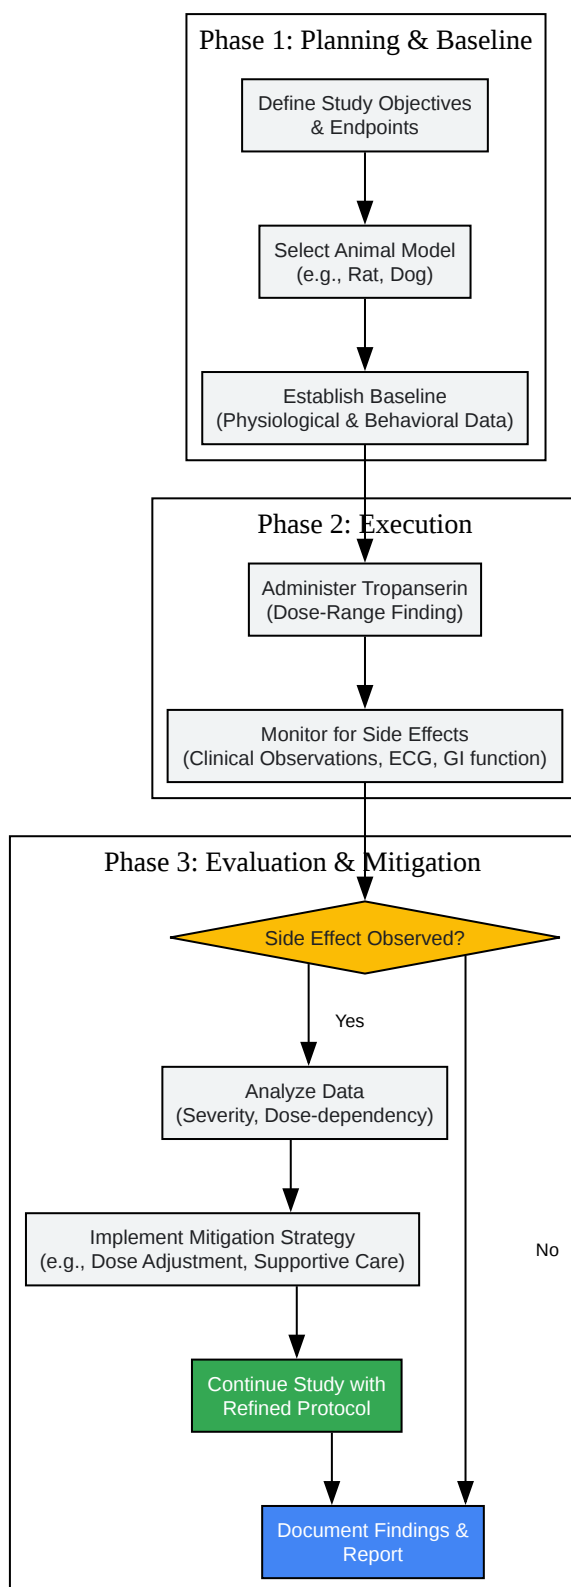 Phase 1: Planning & Baseline
Define Study Objectives
& Endpoints
Select Animal Model
(e.g., Rat, Dog)
Establish Baseline
(Physiological & Behavioral Data)
Phase 2: Execution
Administer Tropanserin
(Dose-Range Finding)
Monitor for Side Effects
(Clinical Observations, ECG, GI function)
Phase 3: Evaluation & Mitigation
Side Effect Observed?
Yes
Analyze Data
(Severity, Dose-dependency)
Implement Mitigation Strategy
(e.g., Dose Adjustment, Supportive Care)
No
Continue Study with
Refined Protocol
Document Findings &
Report